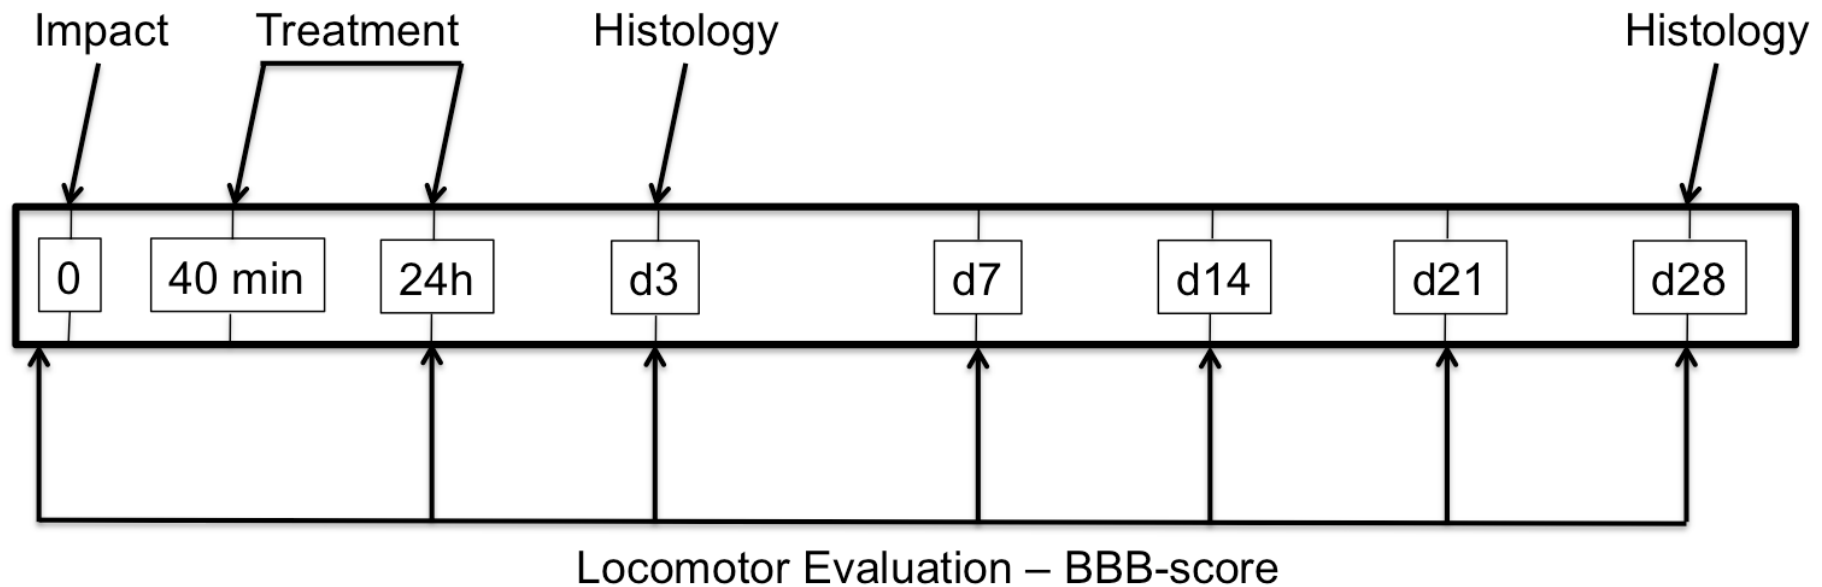 Impact Treatment Histology Histology
0 40 min 24h d3 d7 d14 d21 d28
Locomotor Evaluation – BBB-score